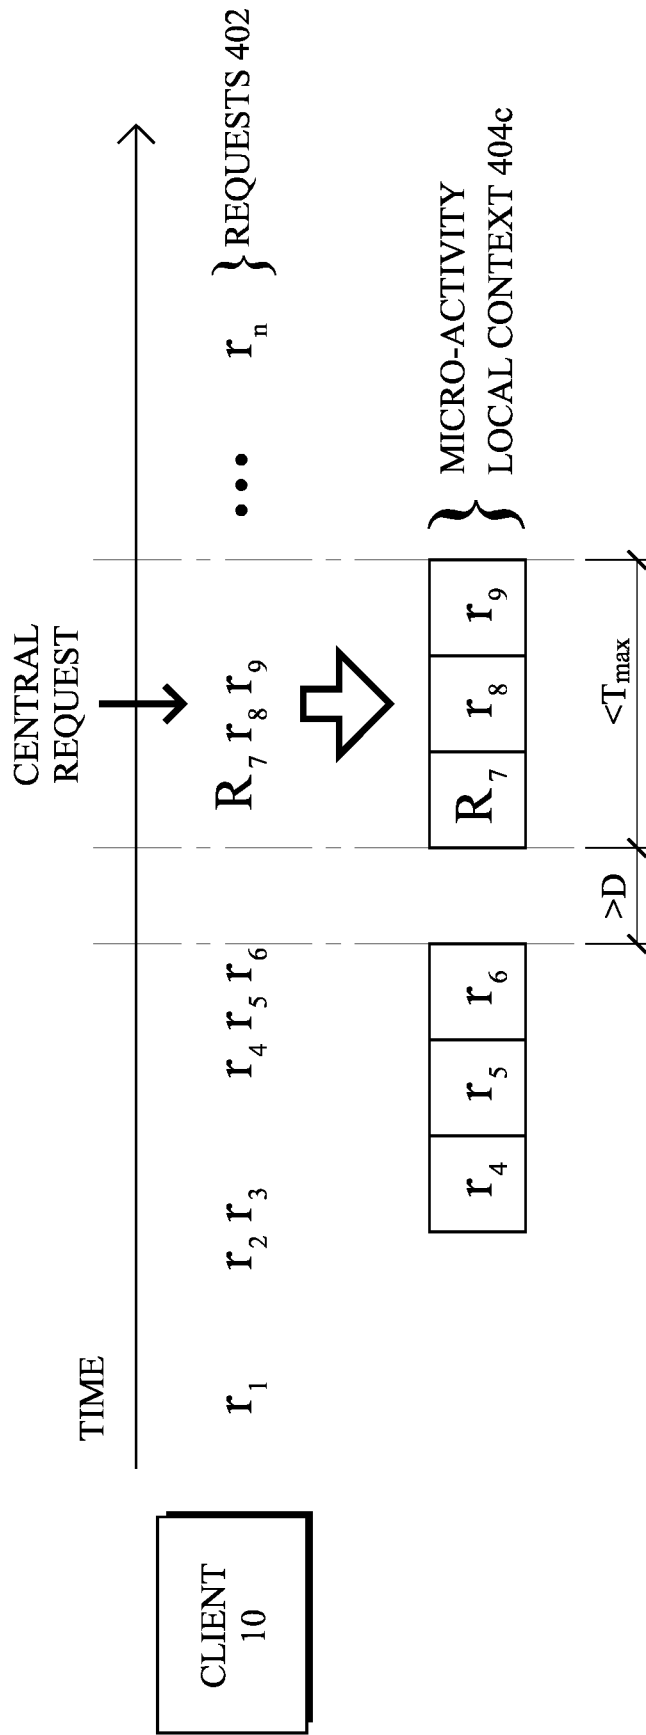 CENTRAL
REQUEST
TIME
CLIENT
10
r1 r2 r3 r4 r5 r6 R7 r8 r9 ••• rn } REQUESTS 402
r4 r5 r6 R7 r8 r9 } MICRO-ACTIVITY
LOCAL CONTEXT 404c
>D <Tmax